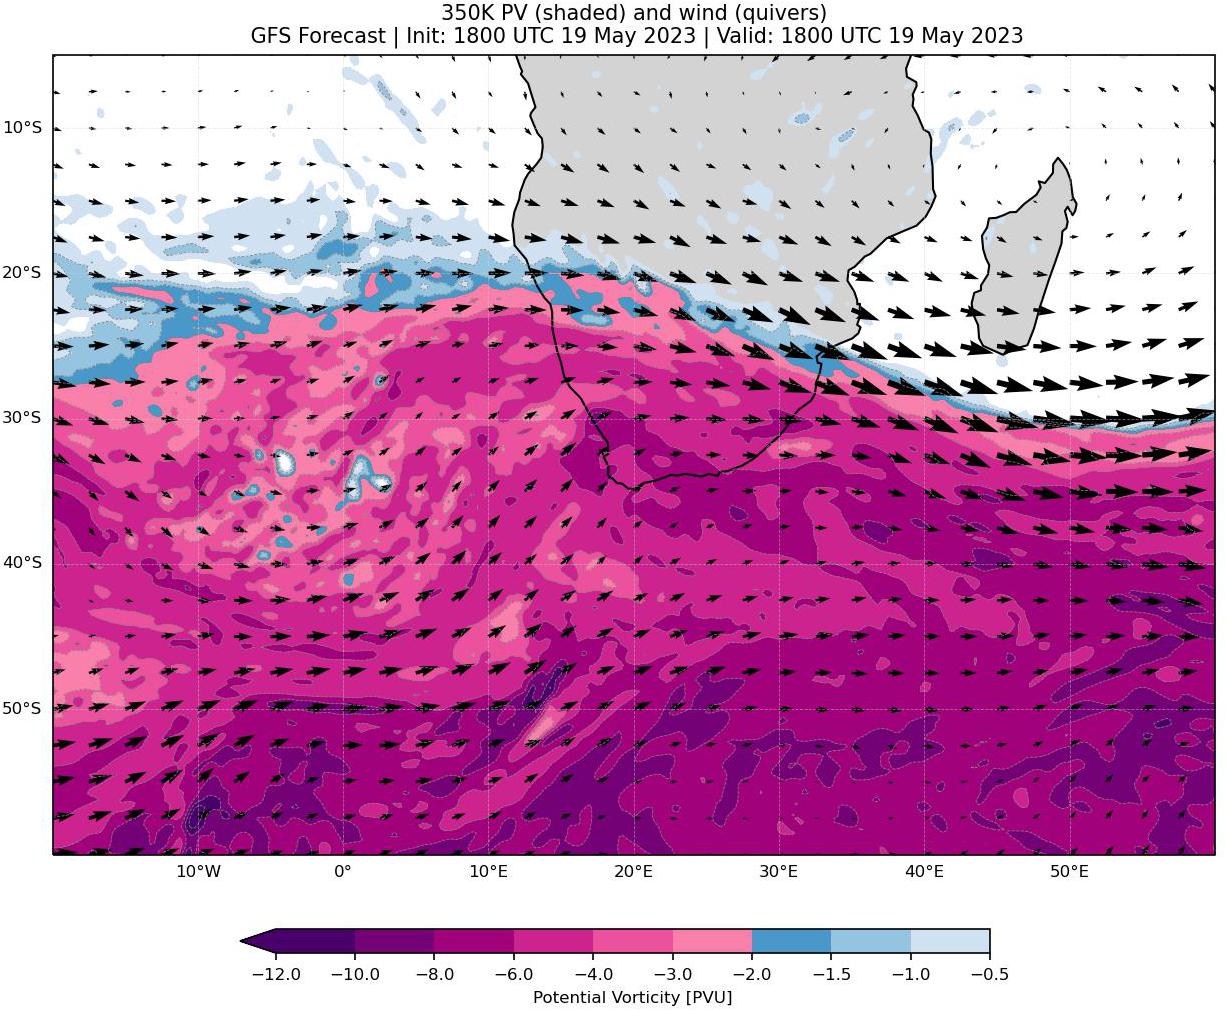 350K PV (shaded) and wind (quivers)
GFS Forecast | Init: 1800 UTC 19 May 2023 | Valid: 1800 UTC 19 May 2023
10°S
20°S
30°S
40°S
50°S
10°W 0° 10°E 20°E 30°E 40°E 50°E
−12.0 −10.0 −8.0 −6.0 −4.0 −3.0 −2.0 −1.5 −1.0 −0.5
Potential Vorticity [PVU]